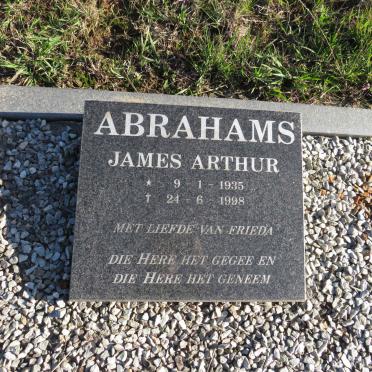 ABRAHAMS
JAMES ARTHUR
* 9 - 1 - 1935
† 24 - 6 - 1998
MET LIEFDE VAN FRIEDA
DIE HERE HET GEGEE EN
DIE HERE HET GENEEM